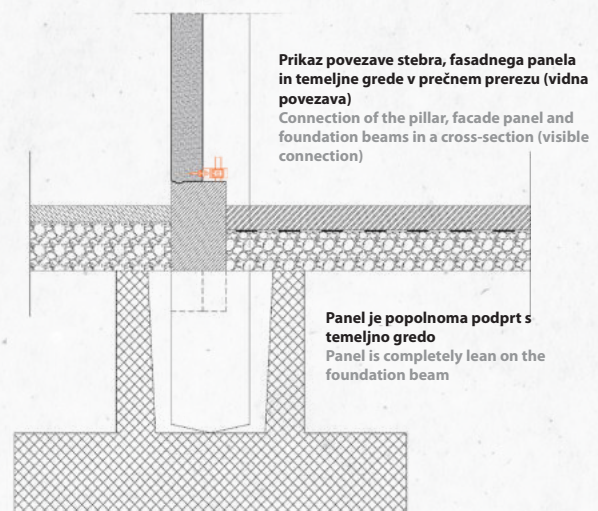 Prikaz povezave stebra, fasadnega panela
in temeljne grede v prečnem prerezu (vidna
povezava)
Connection of the pillar, facade panel and
foundation beams in a cross-section (visible
connection)
Panel je popolnoma podprt s
temeljno gredo
Panel is completely lean on the
foundation beam